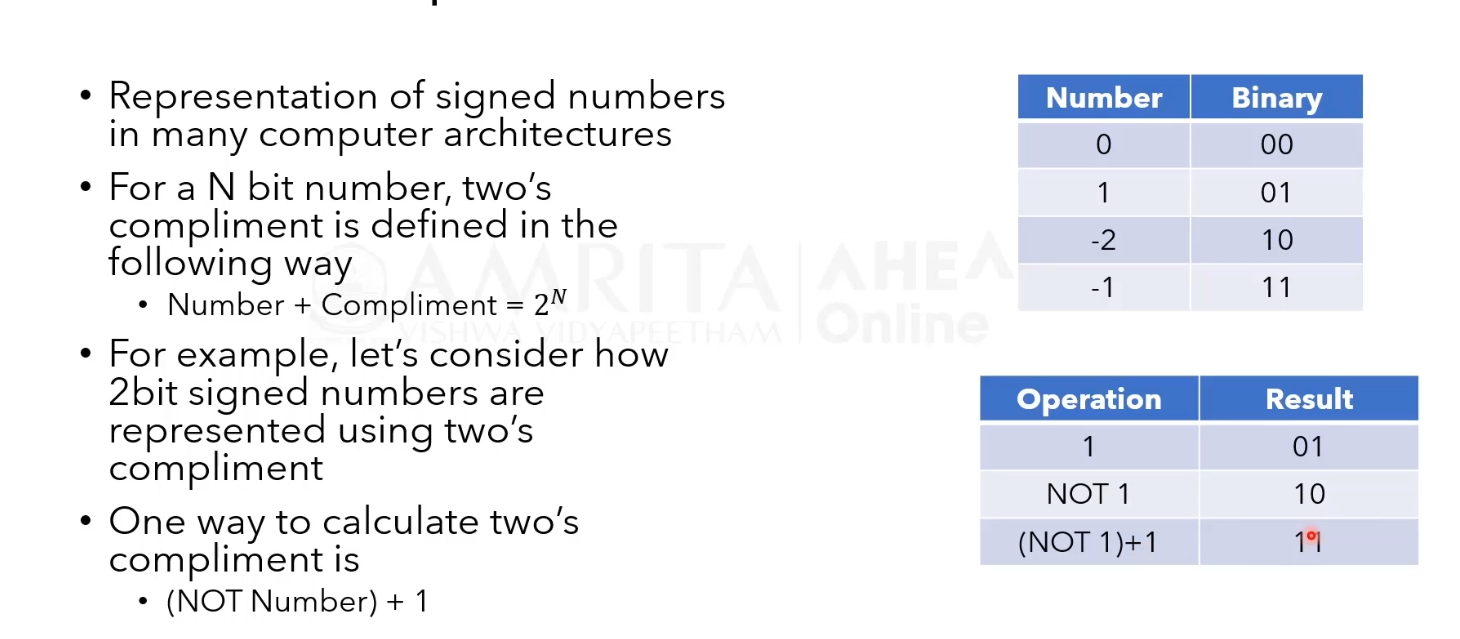 • Representation of signed numbers
in many computer architectures
• For a N bit number, two's
compliment is defined in the
following way
• Number + Compliment = 2^N
• For example, let's consider how
2bit signed numbers are
represented using two's
compliment
• One way to calculate two's
compliment is
• (NOT Number) + 1
Number Binary
0 00
1 01
-2 10
-1 11
Operation Result
1 01
NOT 1 10
(NOT 1)+1 11
AMRITA AHEA
VISHWA VIDYAPEETHAM Online